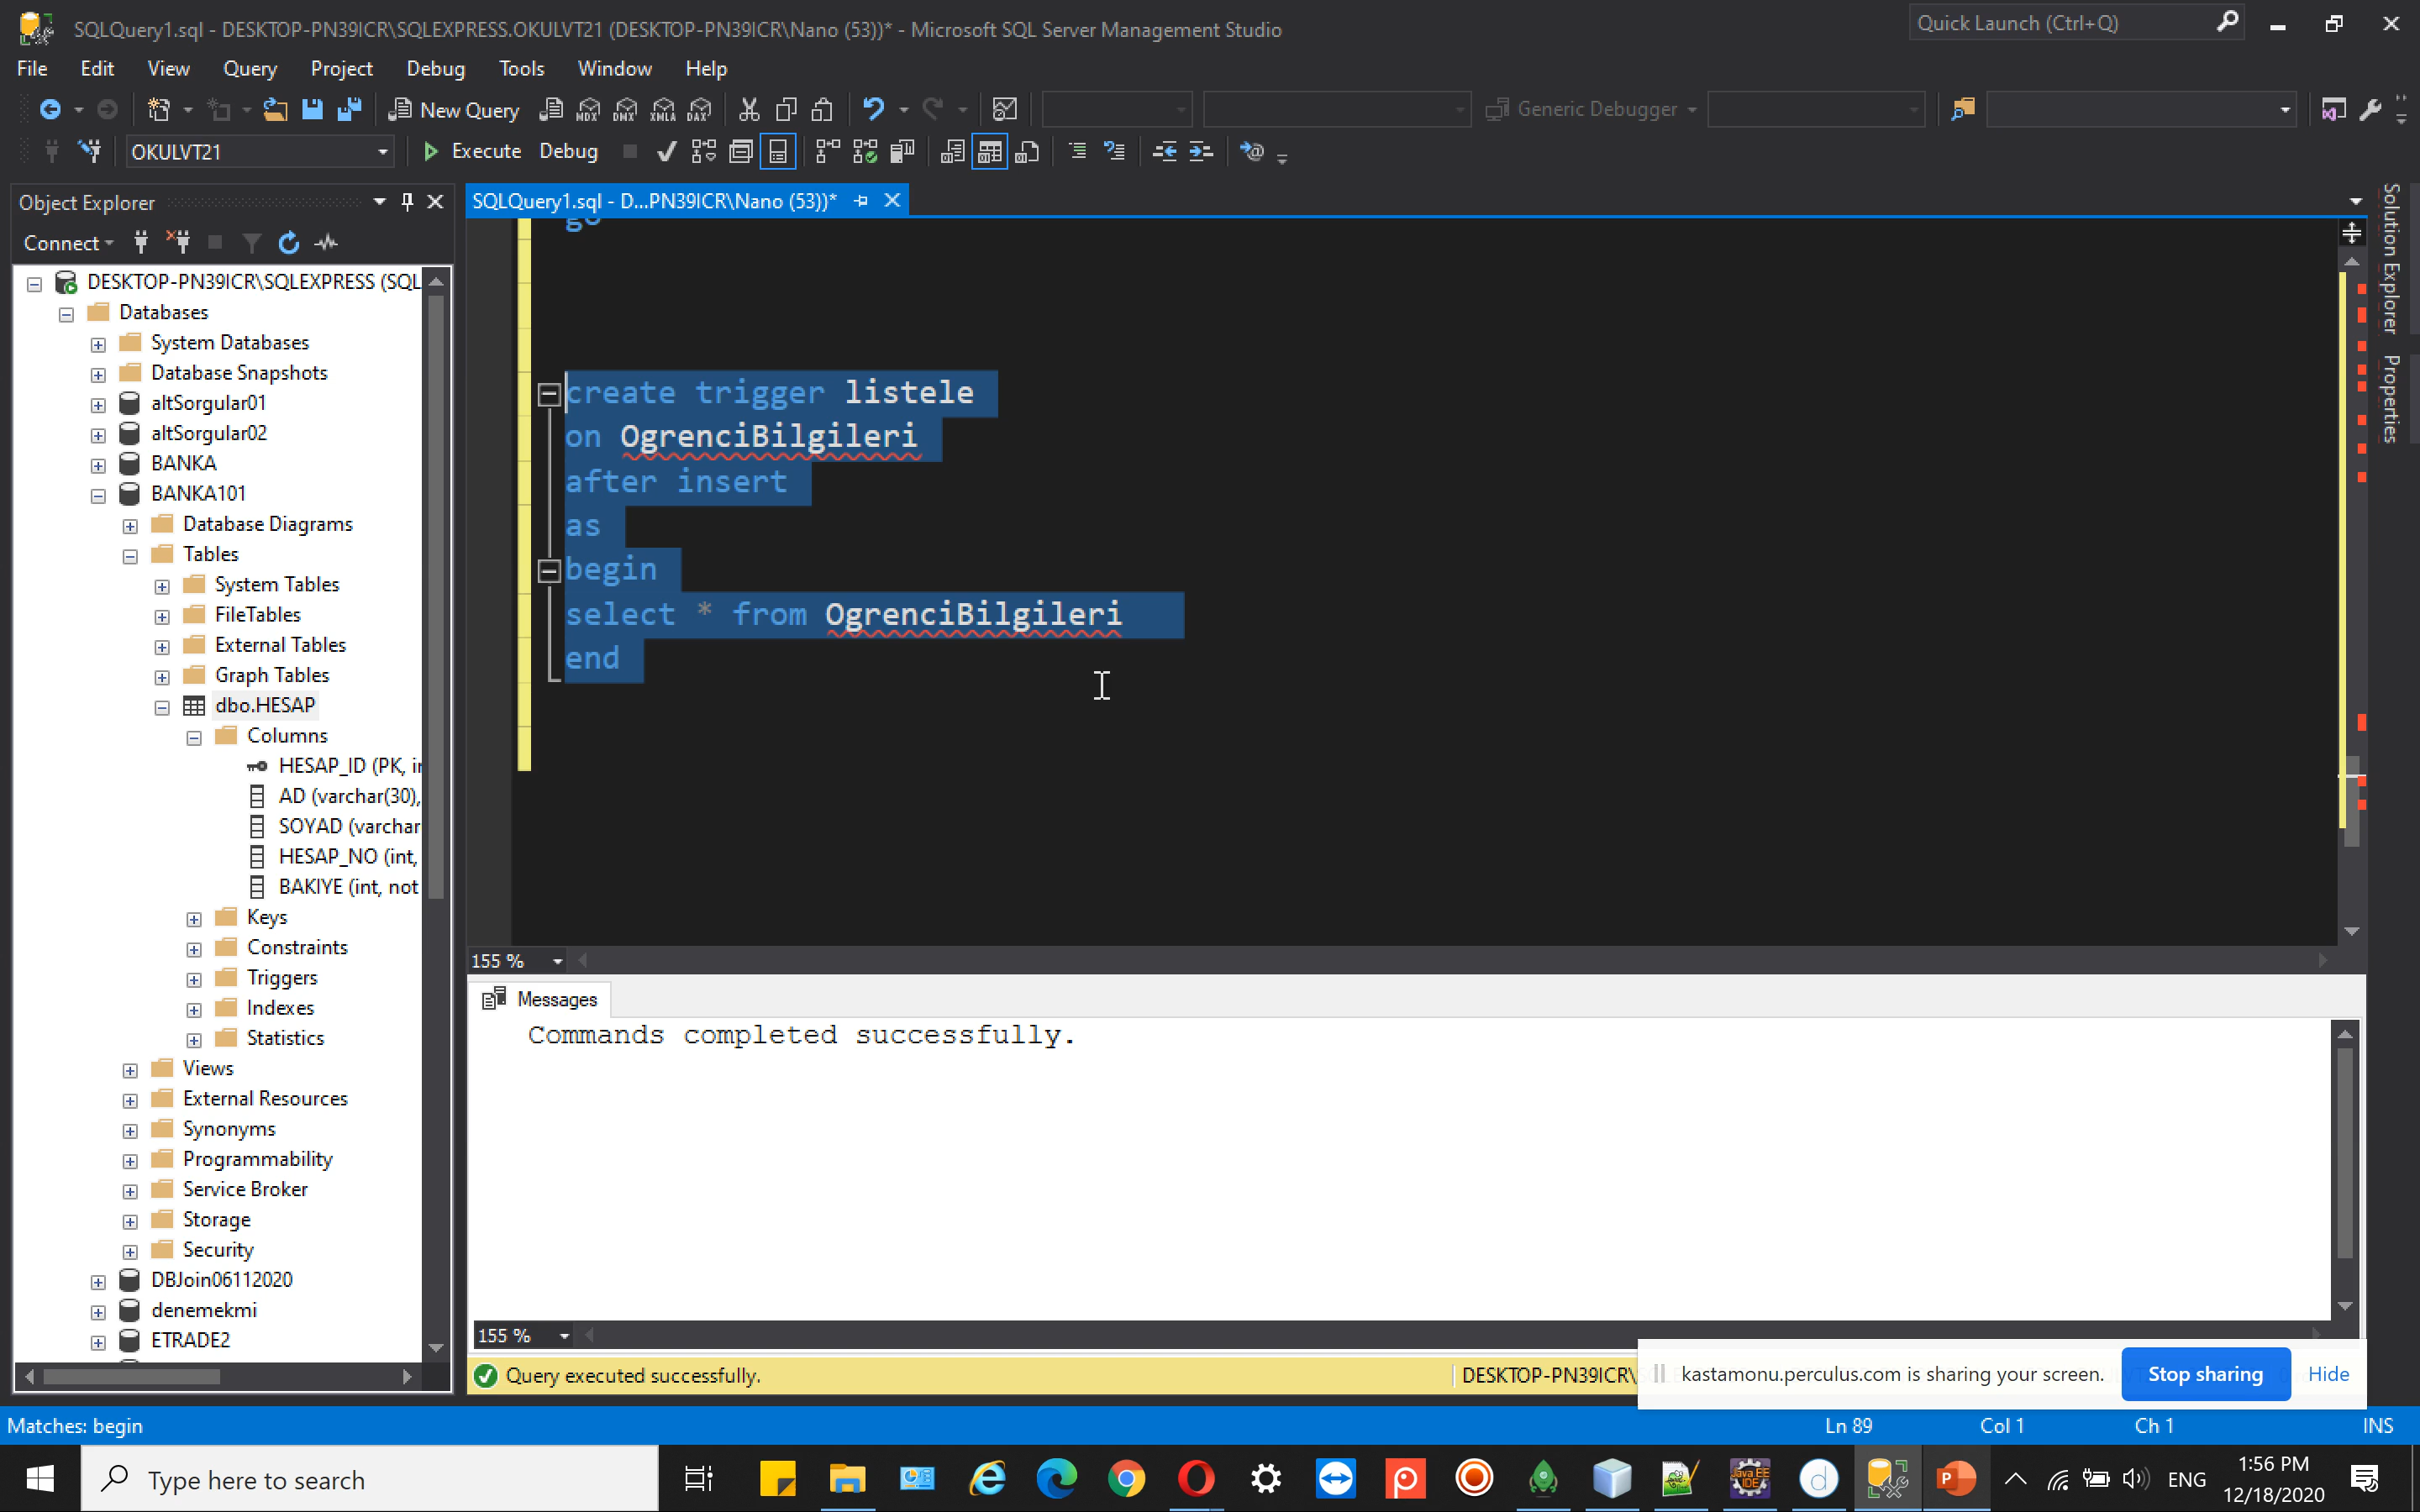 SQLQuery1.sql - DESKTOP-PN39ICR\SQLEXPRESS.OKULVT21 (DESKTOP-PN39ICR\Nano (53))* - Microsoft SQL Server Management Studio
Quick Launch (Ctrl+Q)
File Edit View Query Project Debug Tools Window Help
New Query
MDX DMX XMLA DAX
Generic Debugger
OKULVT21
Execute Debug
Object Explorer
SQLQuery1.sql - D...PN39ICR\Nano (53))*
Connect
DESKTOP-PN39ICR\SQLEXPRESS (SQL
Databases
System Databases
Database Snapshots
altSorgular01
altSorgular02
BANKA
BANKA101
Database Diagrams
Tables
System Tables
FileTables
External Tables
Graph Tables
dbo.HESAP
Columns
HESAP_ID (PK, in
AD (varchar(30),
SOYAD (varchar
HESAP_NO (int,
BAKIYE (int, not
Keys
Constraints
Triggers
Indexes
Statistics
Views
External Resources
Synonyms
Programmability
Service Broker
Storage
Security
DBJoin06112020
denemekmi
ETRADE2
go
create trigger listele
on OgrenciBilgileri
after insert
as
begin
select * from OgrenciBilgileri
end
155 %
Messages
Commands completed successfully.
155 %
Query executed successfully.
DESKTOP-PN39ICR\
kastamonu.perculus.com is sharing your screen.
Stop sharing
Hide
Solution Explorer
Properties
Matches: begin
Ln 89 Col 1 Ch 1 INS
Type here to search
Java EE
IDE
ENG
1:56 PM
12/18/2020